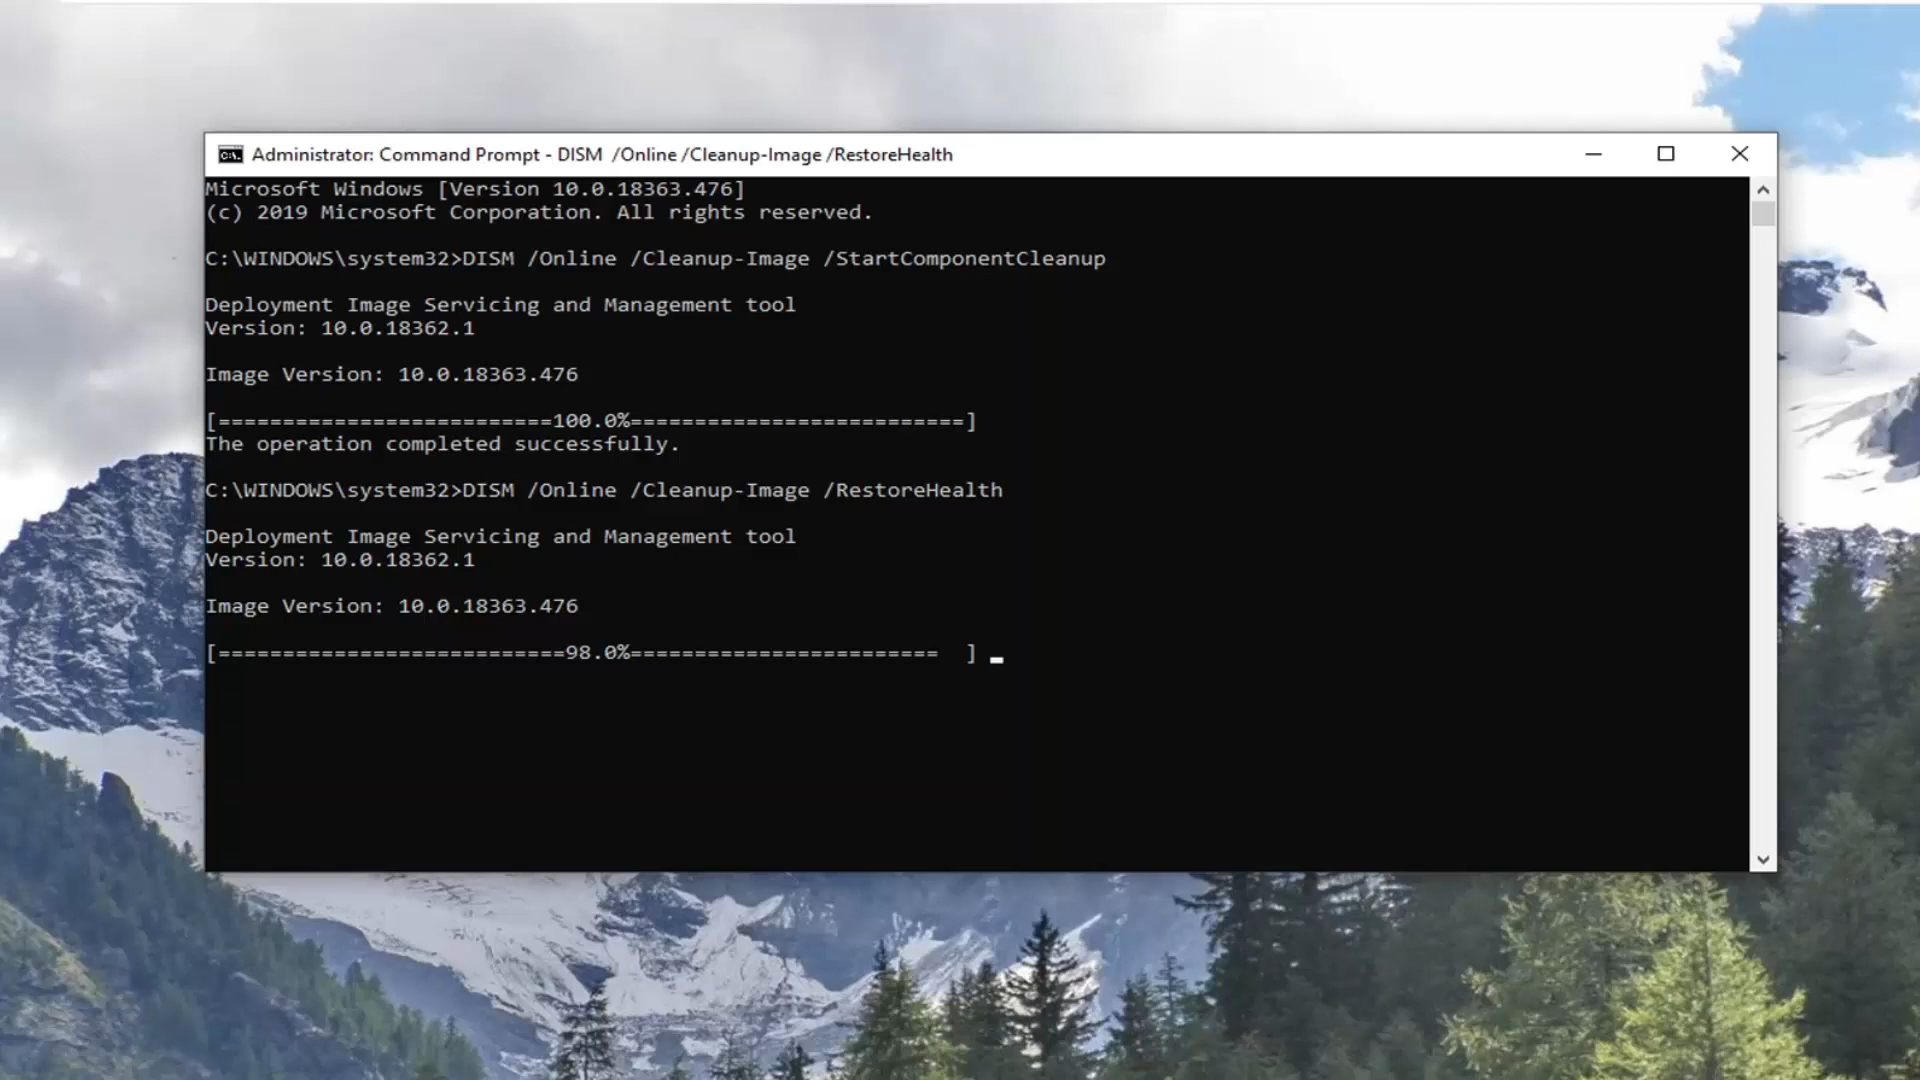 Administrator: Command Prompt - DISM  /Online /Cleanup-Image /RestoreHealth
Microsoft Windows [Version 10.0.18363.476]
(c) 2019 Microsoft Corporation. All rights reserved.
C:\WINDOWS\system32>DISM /Online /Cleanup-Image /StartComponentCleanup
Deployment Image Servicing and Management tool
Version: 10.0.18362.1
Image Version: 10.0.18363.476
[==========================100.0%==========================]
The operation completed successfully.
C:\WINDOWS\system32>DISM /Online /Cleanup-Image /RestoreHealth
Deployment Image Servicing and Management tool
Version: 10.0.18362.1
Image Version: 10.0.18363.476
[===========================98.0%========================  ]